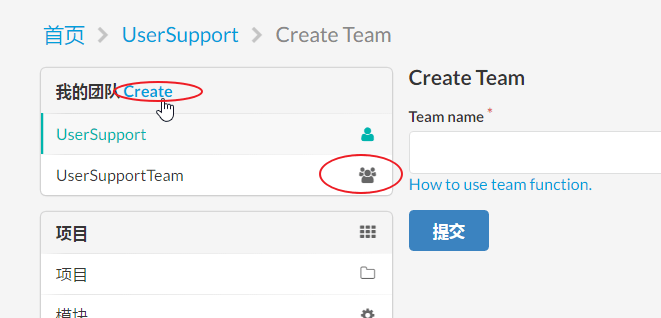 首页 > UserSupport > Create Team
我的团队 Create
UserSupport
UserSupportTeam
项目
项目
模块
Create Team
Team name *
How to use team function.
提交